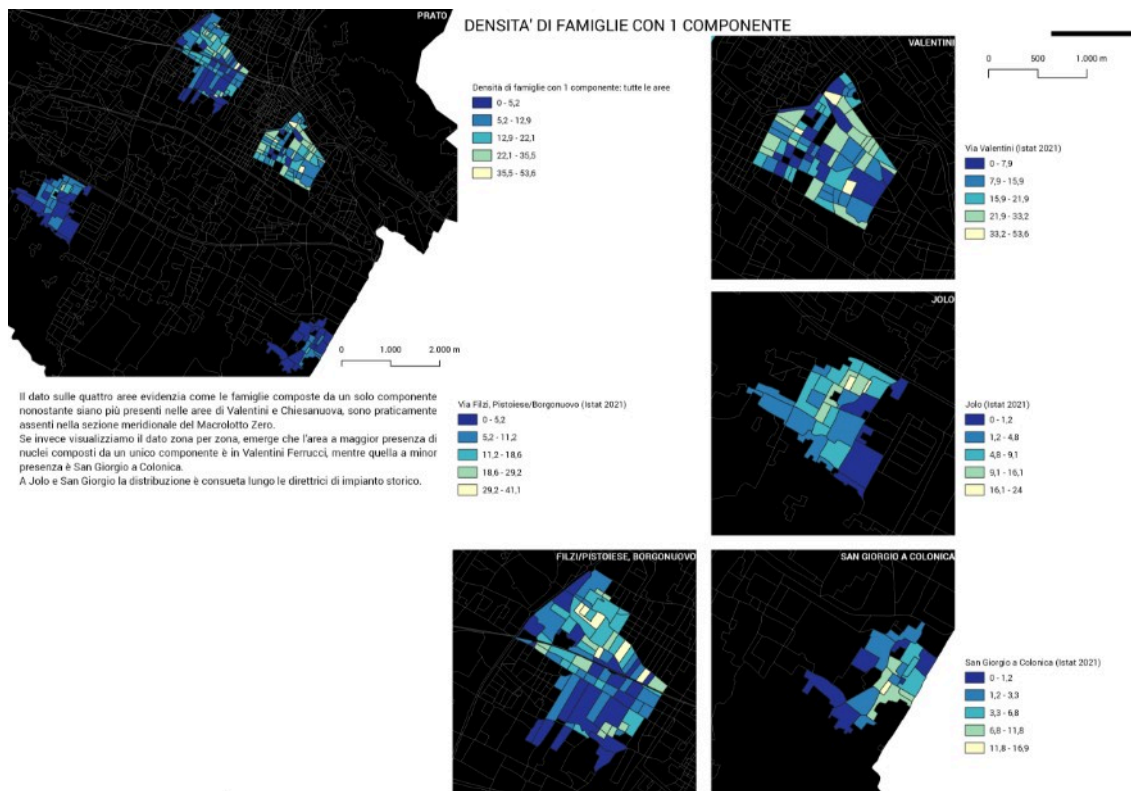 PRATO
DENSITA' DI FAMIGLIE CON 1 COMPONENTE
Densità di famiglie con 1 componente: tutte le aree
0 - 5,2
5,2 - 12,9
12,9 - 22,1
22,1 - 35,5
35,5 - 53,6
0 1.000 2.000 m
VALENTINI
0 500 1.000 m
Via Valentini (Istat 2021)
0 - 7,9
7,9 - 15,9
15,9 - 21,9
21,9 - 33,2
33,2 - 53,6
Il dato sulle quattro aree evidenzia come le famiglie composte da un solo componente
nonostante siano più presenti nelle aree di Valentini e Chiesanuova, sono praticamente
assenti nella sezione meridionale del Macrolotto Zero.
Se invece visualizziamo il dato zona per zona, emerge che l'area a maggior presenza di
nuclei composti da un unico componente è in Valentini Ferrucci, mentre quella a minor
presenza è San Giorgio a Colonica.
A Jolo e San Giorgio la distribuzione è consueta lungo le direttrici di impianto storico.
Via Filzi, Pistoiese/Borgonuovo (Istat 2021)
0 - 5,2
5,2 - 11,2
11,2 - 18,6
18,6 - 29,2
29,2 - 41,1
JOLO
Jolo (Istat 2021)
0 - 1,2
1,2 - 4,8
4,8 - 9,1
9,1 - 16,1
16,1 - 24
FILZI/PISTOIESE, BORGONUOVO
SAN GIORGIO A COLONICA
San Giorgio a Colonica (Istat 2021)
0 - 1,2
1,2 - 3,3
3,3 - 6,8
6,8 - 11,8
11,8 - 16,9